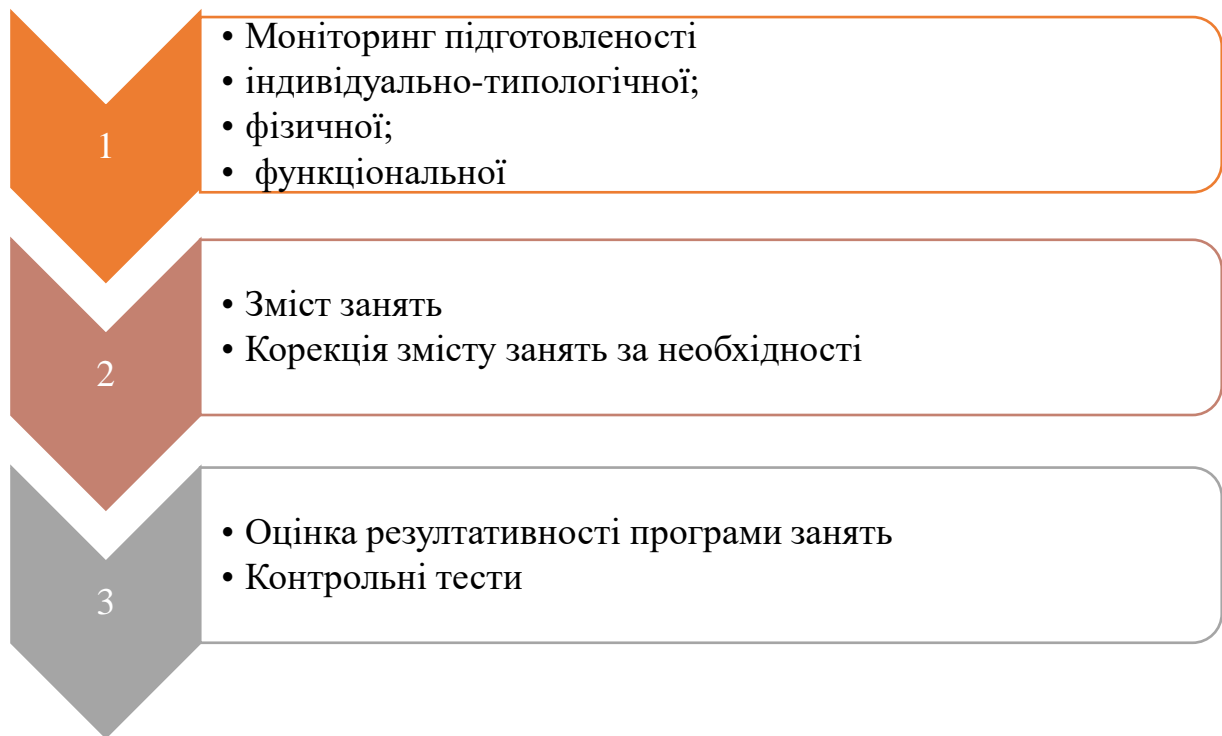 1
• Моніторинг підготовленості
• індивідуально-типологічної;
• фізичної;
• функціональної
2
• Зміст занять
• Корекція змісту занять за необхідності
3
• Оцінка резултативності програми занять
• Контрольні тести